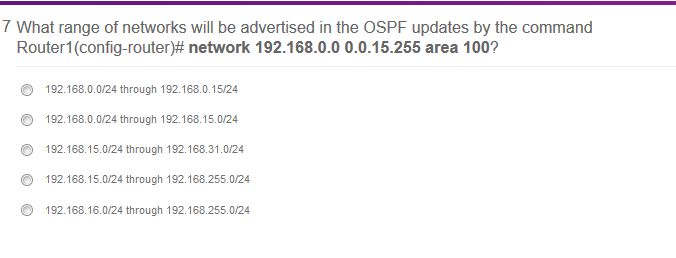 7 What range of networks will be advertised in the OSPF updates by the command
Router1(config-router)# network 192.168.0.0 0.0.15.255 area 100?
192.168.0.0/24 through 192.168.0.15/24
192.168.0.0/24 through 192.168.15.0/24
192.168.15.0/24 through 192.168.31.0/24
192.168.15.0/24 through 192.168.255.0/24
192.168.16.0/24 through 192.168.255.0/24